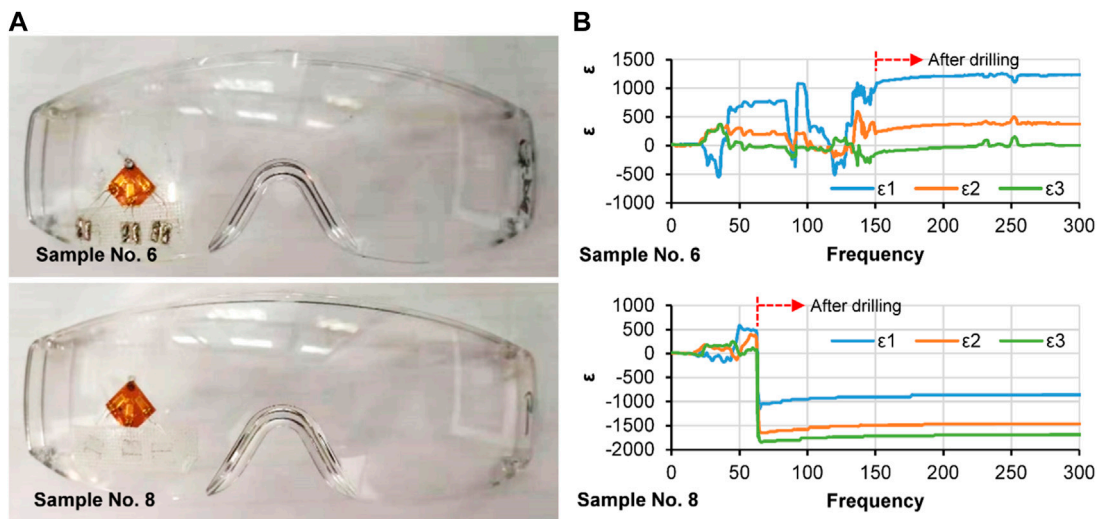 A
Sample No. 6
Sample No. 8
B
ε
ε
1500
1000
500
0
-500
-1000
After drilling
ε1 ε2 ε3
0 50 100 150 200 250 300
Sample No. 6 Frequency
ε
1000
500
0
-500
-1000
-1500
-2000
After drilling
ε1 ε2 ε3
0 50 100 150 200 250 300
Sample No. 8 Frequency